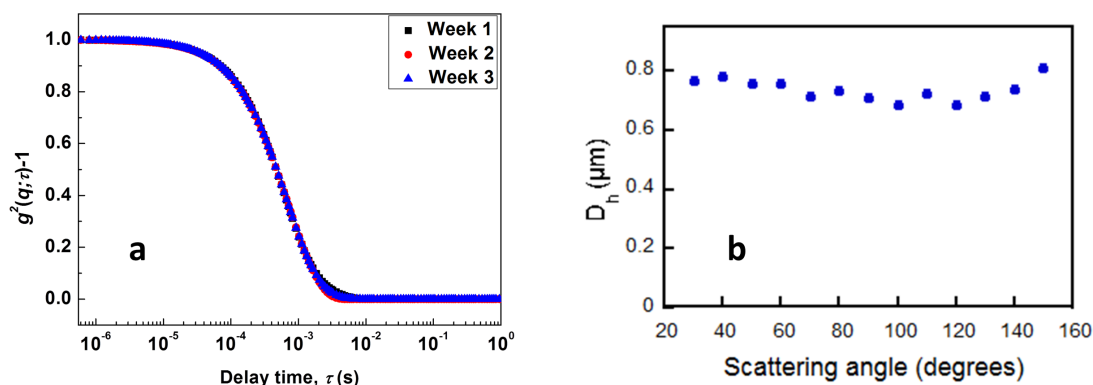 Week 1
Week 2
Week 3
1.0
0.8
0.6
0.4
0.2
0.0
g²(q;τ)-1
a
10⁻⁶ 10⁻⁵ 10⁻⁴ 10⁻³ 10⁻² 10⁻¹ 10⁰
Delay time, τ (s)
0.8
0.6
0.4
0.2
0
Dₕ (μm)
b
20 40 60 80 100 120 140 160
Scattering angle (degrees)